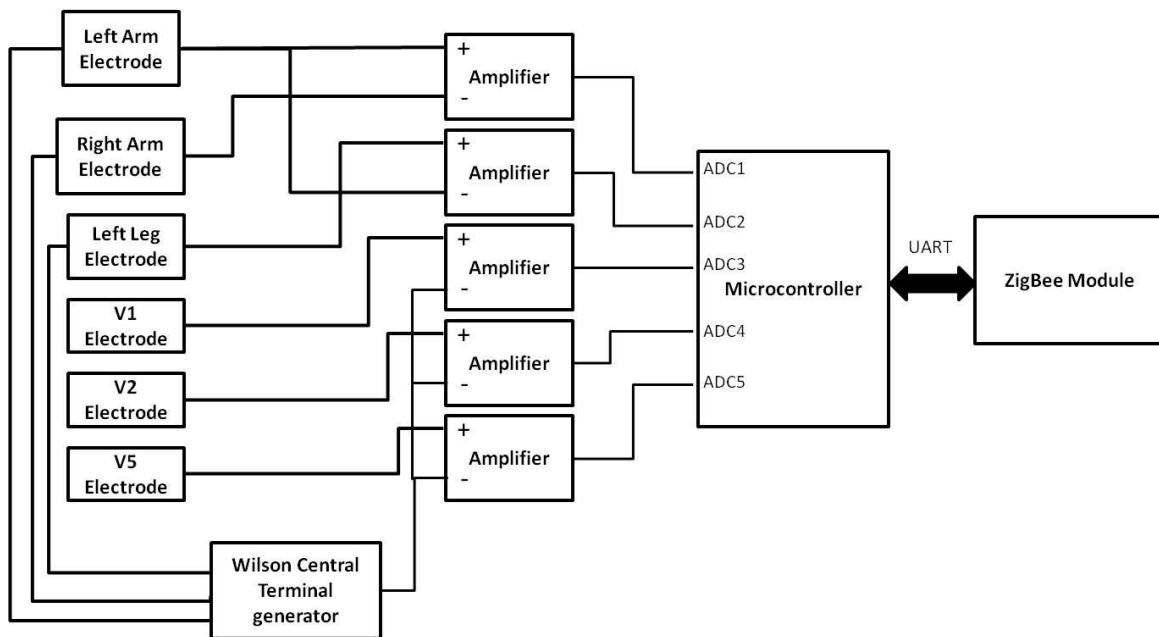 Left Arm
Electrode
Right Arm
Electrode
Left Leg
Electrode
V1
Electrode
V2
Electrode
V5
Electrode
Wilson Central
Terminal
generator
+
Amplifier
-
+
Amplifier
-
+
Amplifier
-
+
Amplifier
-
+
Amplifier
-
ADC1
ADC2
ADC3
Microcontroller
ADC4
ADC5
UART
ZigBee Module